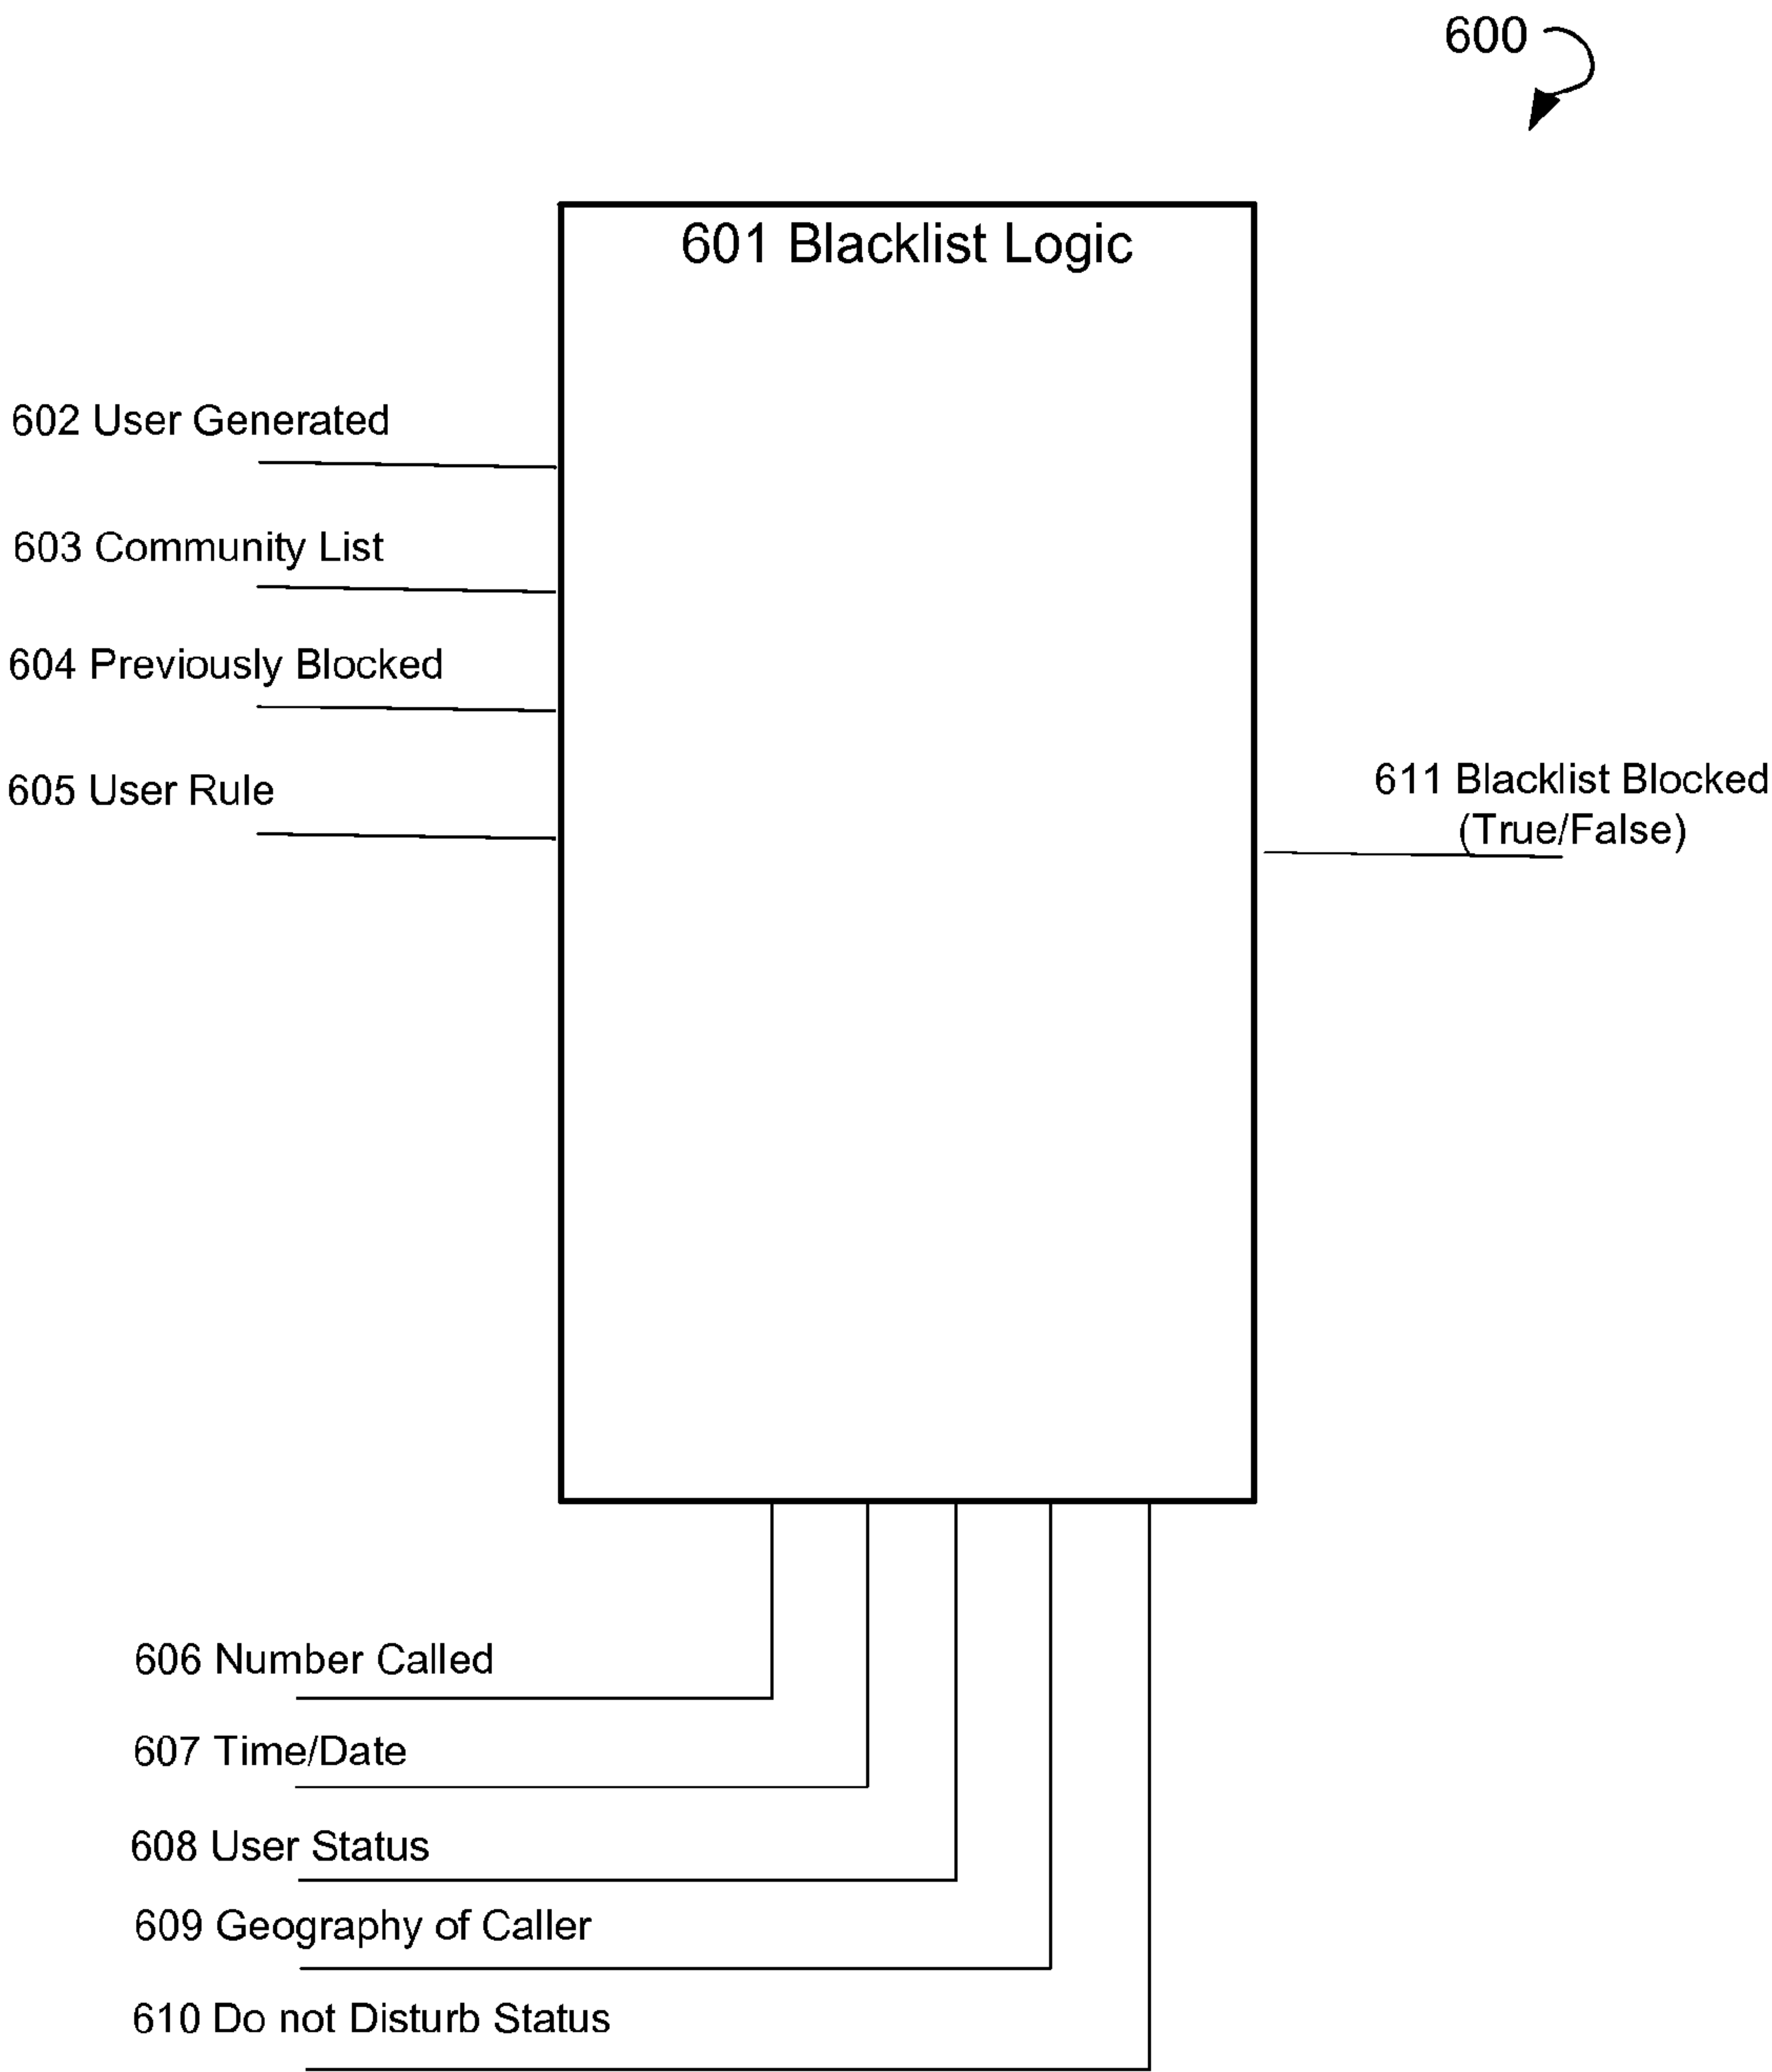 600
601 Blacklist Logic
602 User Generated
603 Community List
604 Previously Blocked
605 User Rule
611 Blacklist Blocked
(True/False)
606 Number Called
607 Time/Date
608 User Status
609 Geography of Caller
610 Do not Disturb Status